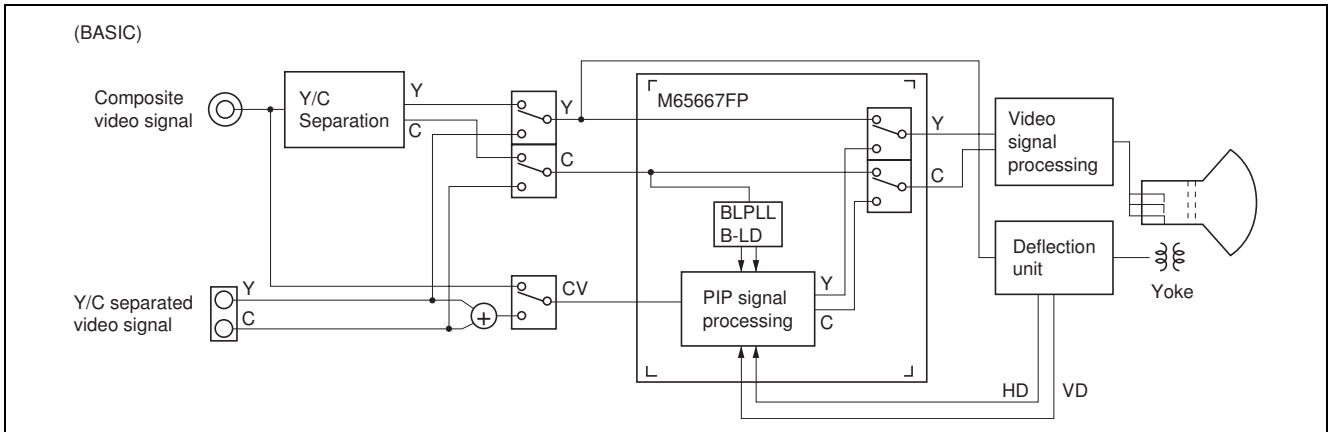 (BASIC)
Composite
video signal
Y/C
Separation
Y
C
Y
C
M65667FP
Y
C
Video
signal
processing
BLPLL
B-LD
Deflection
unit
Yoke
Y/C separated
video signal
Y
C
+
CV
PIP signal
processing
Y
C
HD
VD